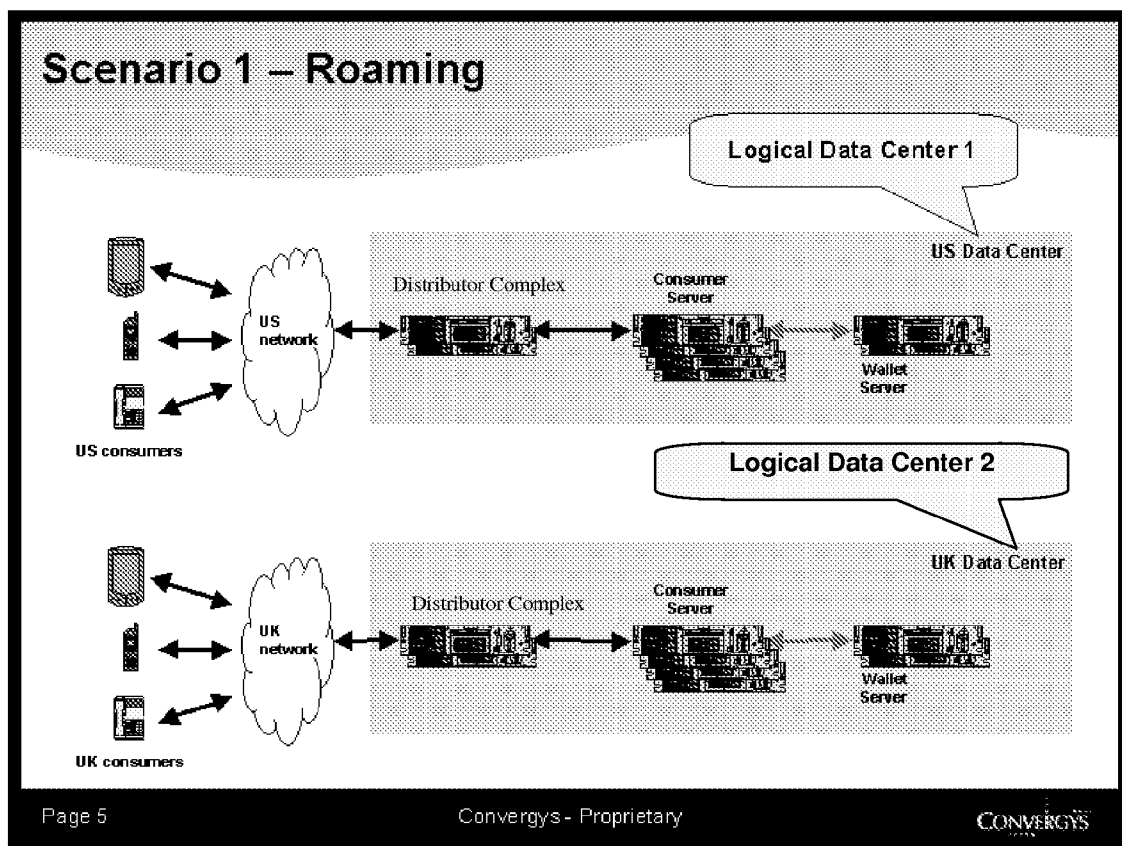 Scenario 1 – Roaming
Logical Data Center 1
US Data Center
Distributor Complex
Consumer
Server
US
network
Wallet
Server
US consumers
Logical Data Center 2
UK Data Center
Distributor Complex
Consumer
Server
UK
network
Wallet
Server
UK consumers
Page 5
Convergys - Proprietary
CONVERGYS